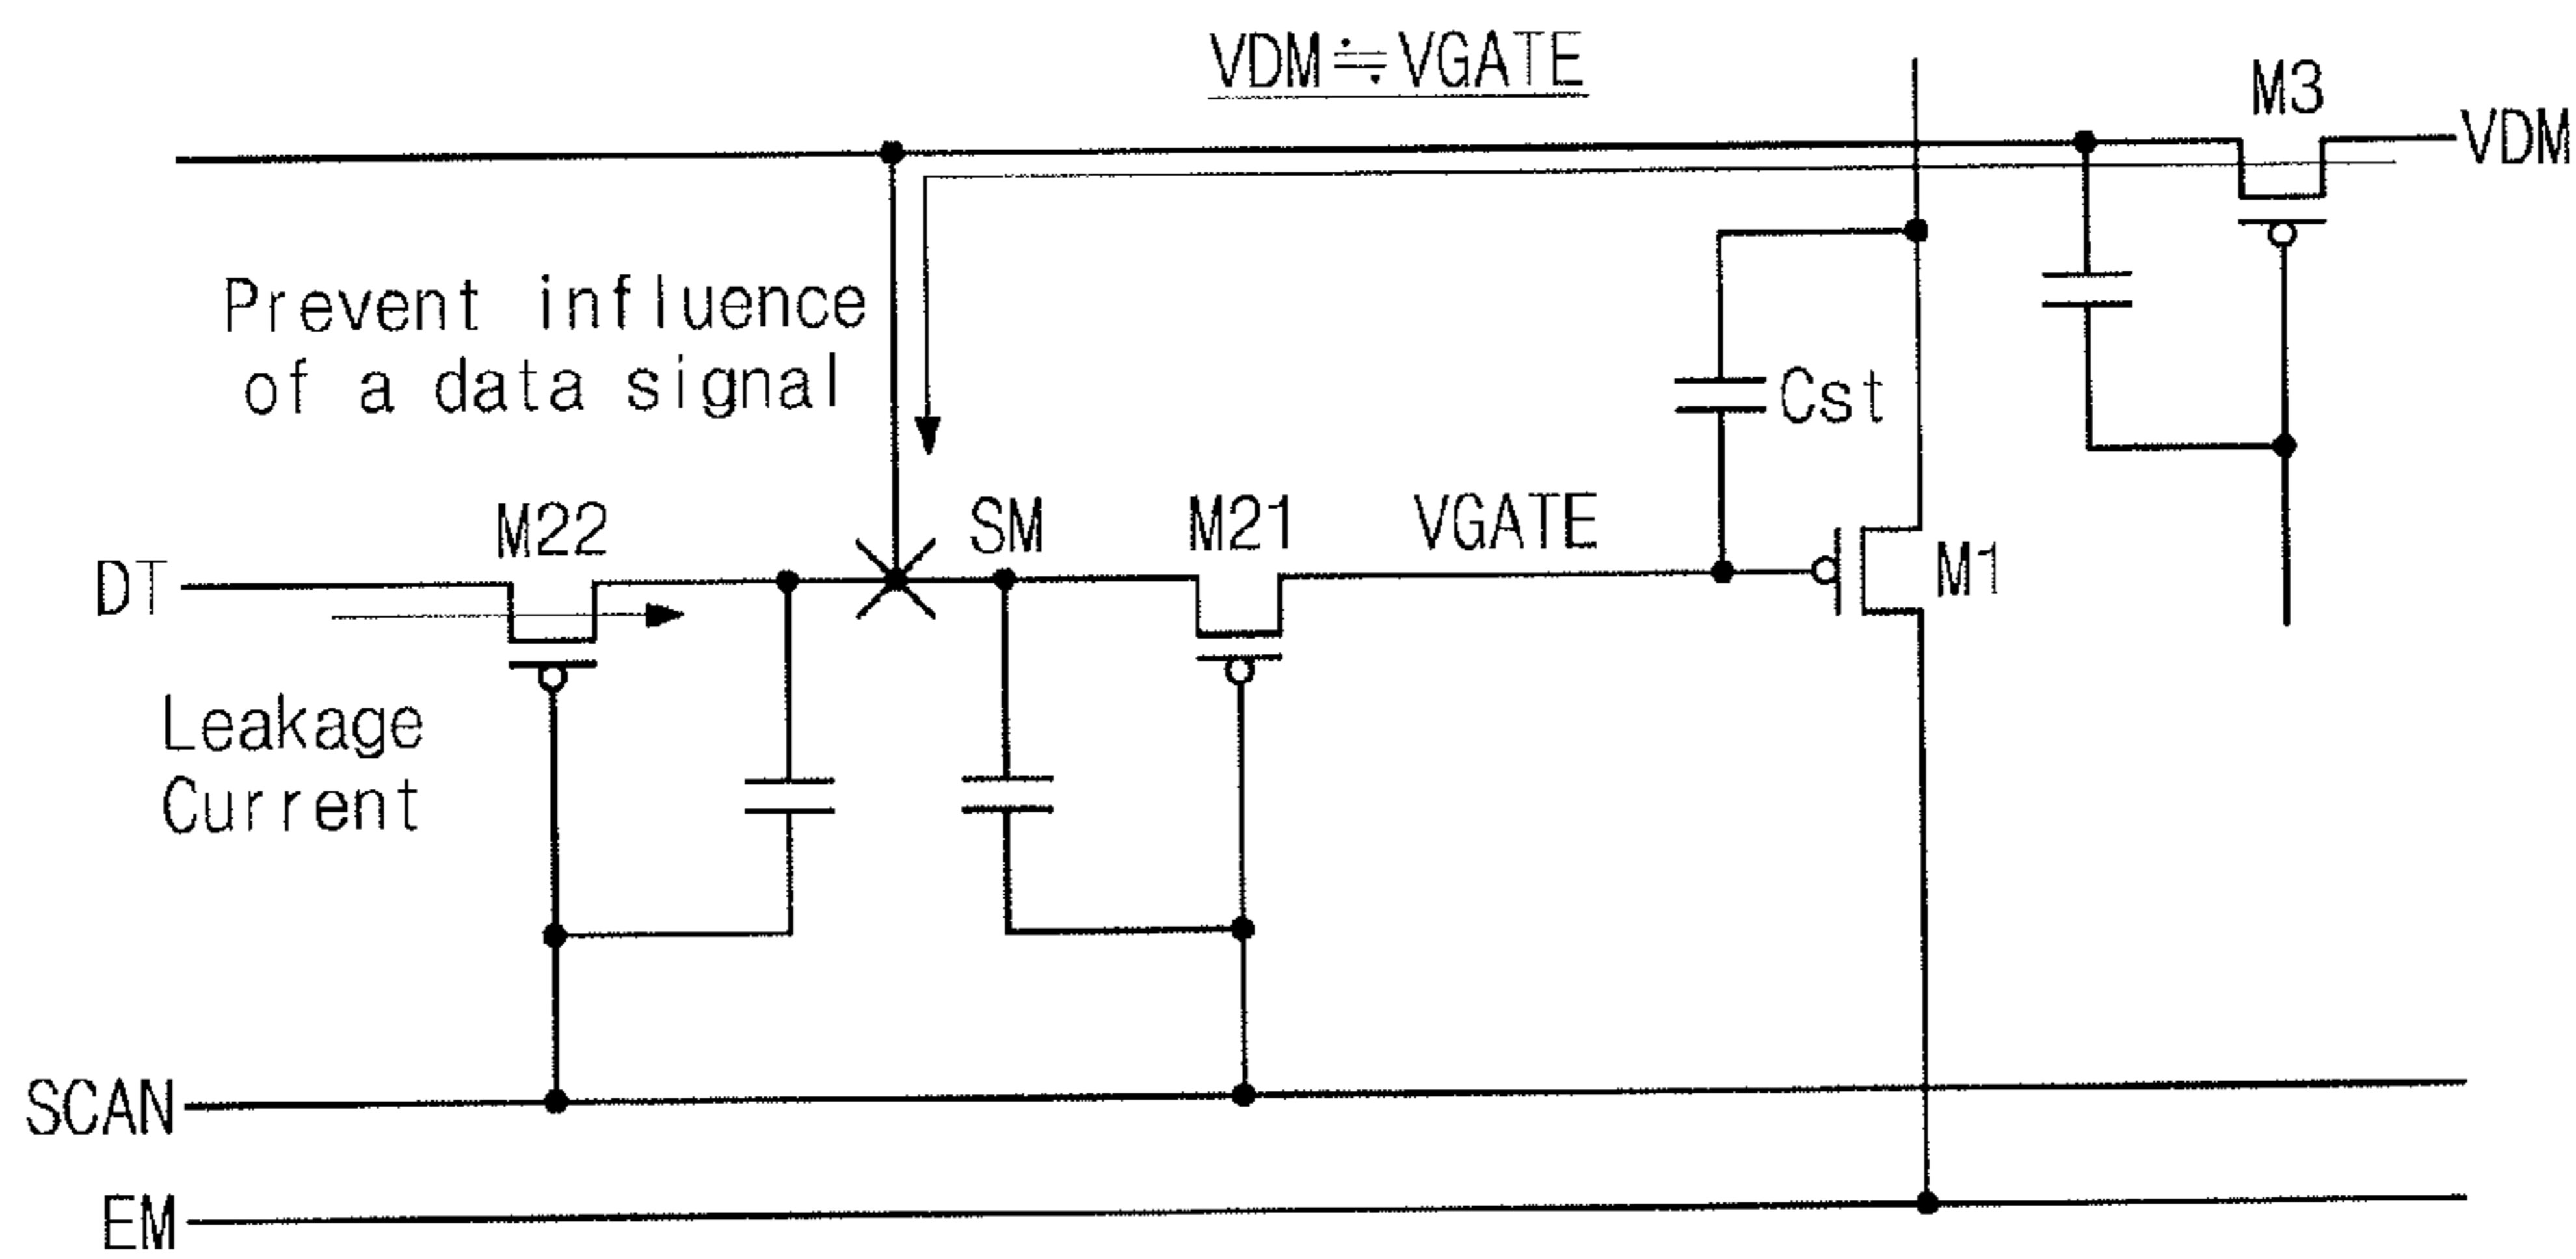 VDM≒VGATE
M3
VDM
Prevent influence
of a data signal
Cst
M22
SM
M21
VGATE
M1
DT
Leakage
Current
SCAN
EM